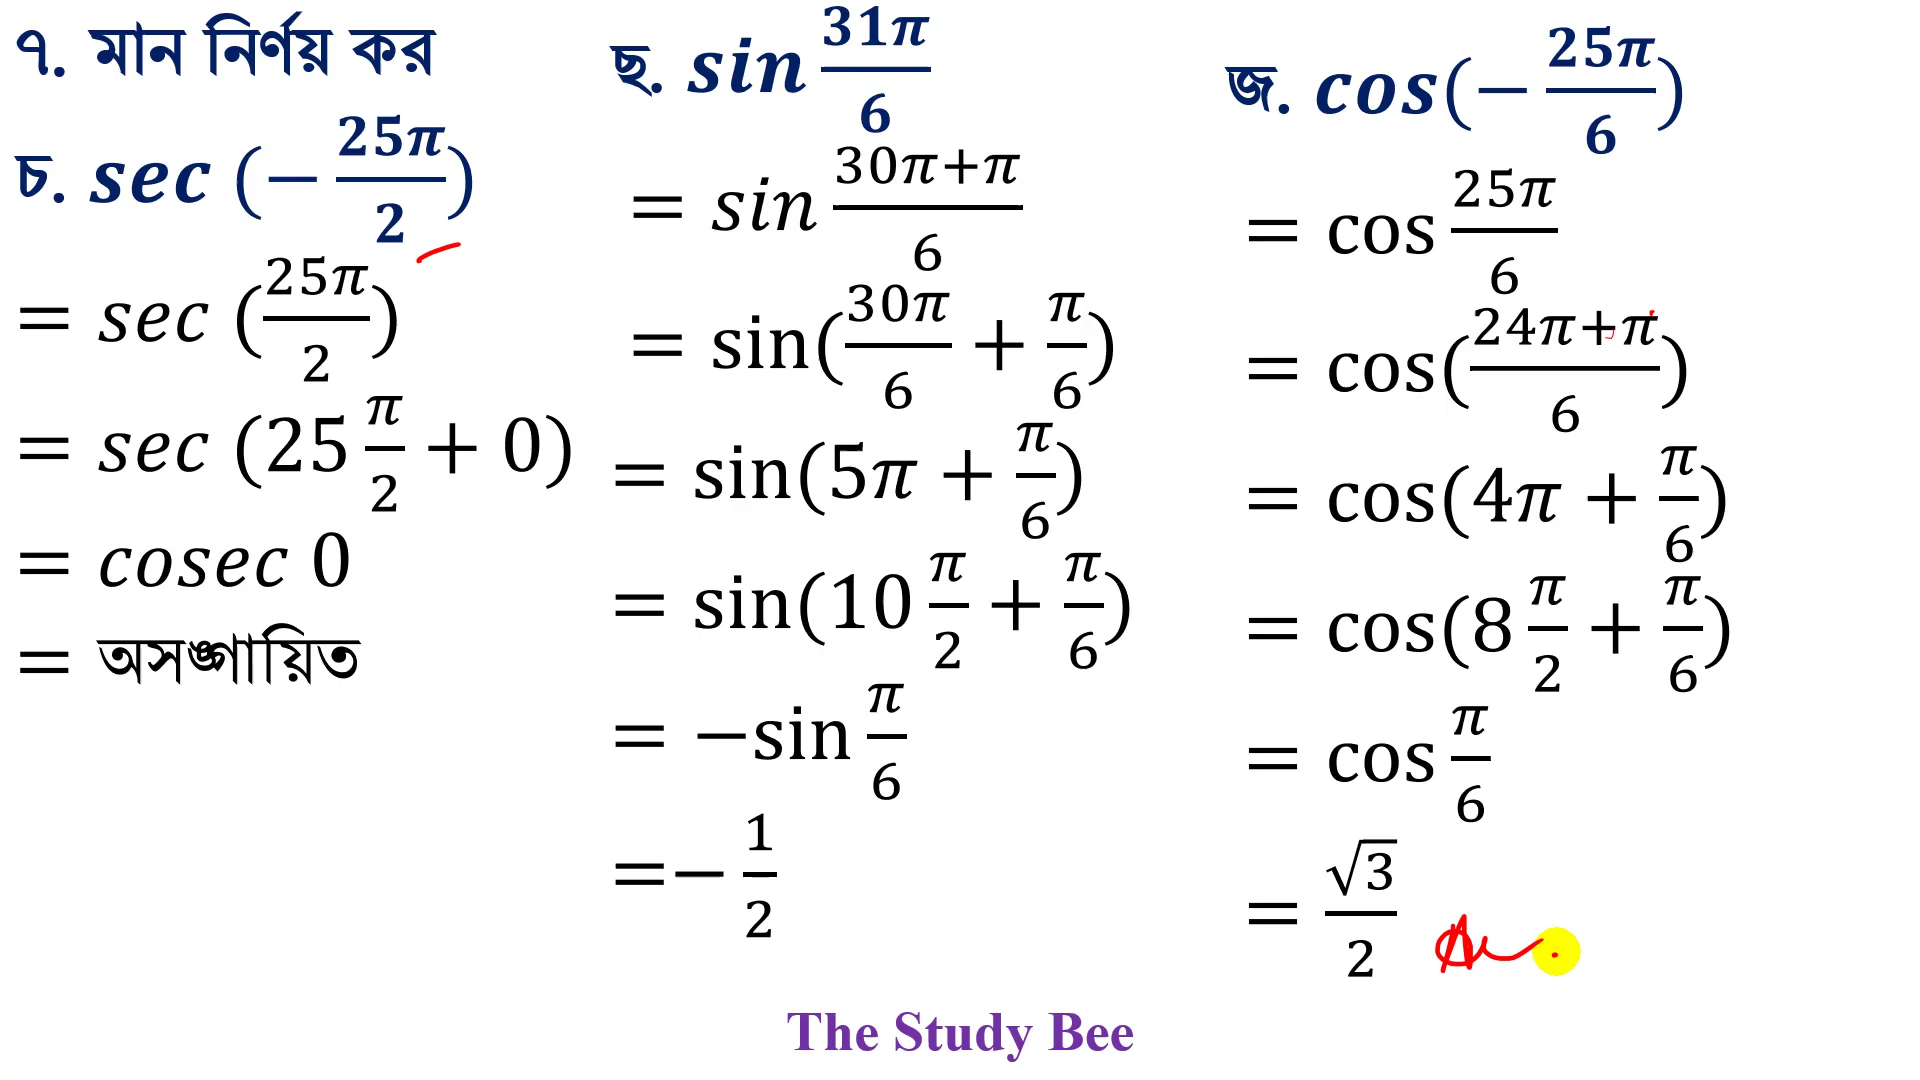 ৭. মান নির্ণয় কর
চ. sec (−25π/2)
= sec (25π/2)
= sec (25 π/2 + 0)
= cosec 0
= অসঙ্গায়িত
ছ. sin 31π/6
= sin 30π+π/6
= sin(30π/6 + π/6)
= sin(5π + π/6)
= sin(10 π/2 + π/6)
= −sin π/6
=− 1/2
জ. cos(− 25π/6)
= cos 25π/6
= cos(24π+π/6)
= cos(4π + π/6)
= cos(8 π/2 + π/6)
= cos π/6
= √3/2
The Study Bee